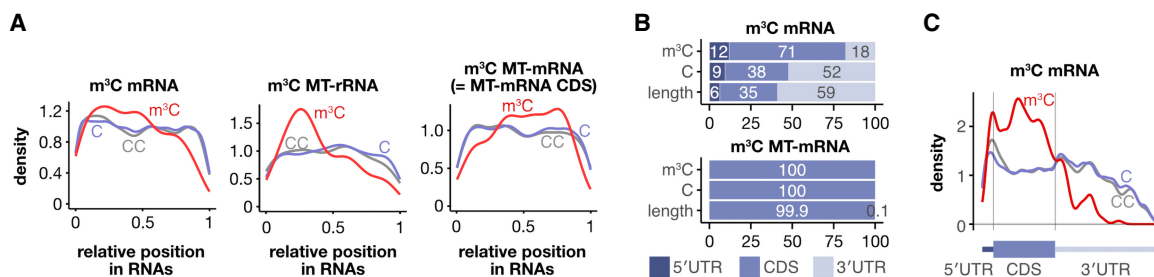 A
m³C mRNA
density
1.2
0.8
0.4
0
0
0.5
1
m³C
C
CC
relative position
in RNAs
m³C MT-rRNA
1.5
1.0
0.5
0
0
0.5
1
m³C
CC
C
relative position
in RNAs
m³C MT-mRNA
(= MT-mRNA CDS)
1.2
0.8
0.4
0
0
0.5
1
m³C
C
CC
relative position
in RNAs
B
m³C mRNA
m³C 12 71 18
C 9 38 52
length 6 35 59
0 25 50 75 100
m³C MT-mRNA
m³C 100
C 100
length 99.9 0.1
0 25 50 75 100
5′UTR CDS 3′UTR
C
m³C mRNA
density
2
1
0
m³C
C
CC
5′UTR CDS 3′UTR